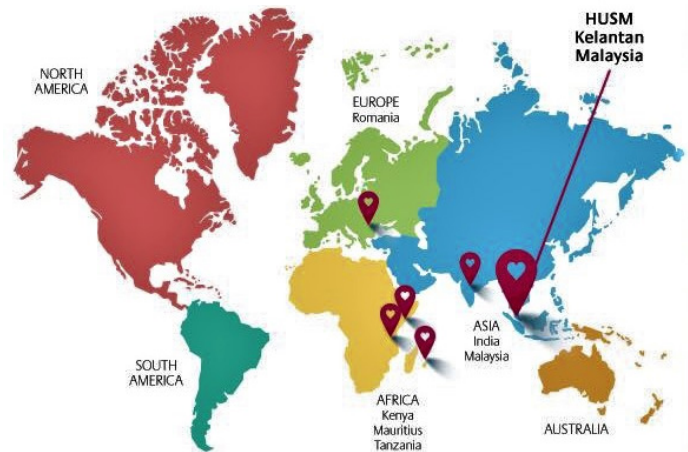 HUSM
Kelantan
Malaysia
NORTH
AMERICA
EUROPE
Romania
ASIA
India
Malaysia
SOUTH
AMERICA
AFRICA
Kenya
Mauritius
Tanzania
AUSTRALIA